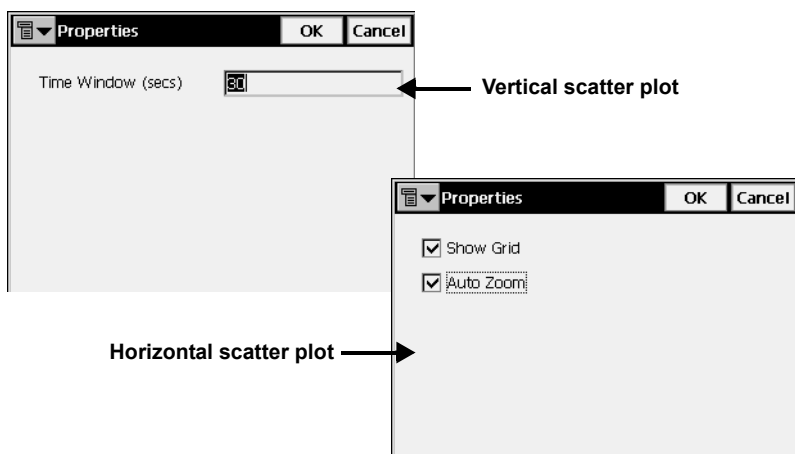 Properties OK Cancel
Time Window (secs) 30
Vertical scatter plot
Properties OK Cancel
Show Grid
Auto Zoom
Horizontal scatter plot